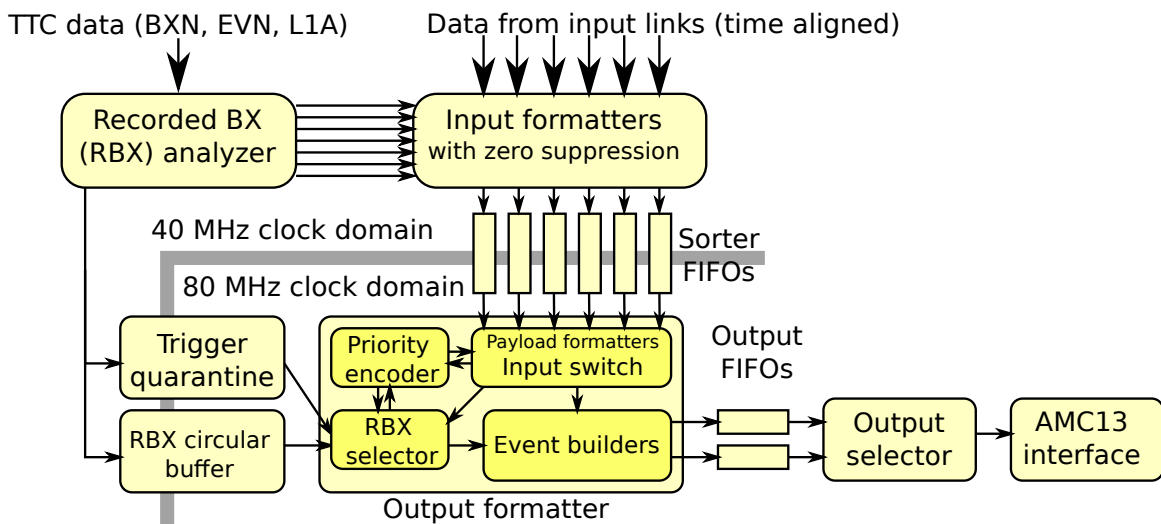 TTC data (BXN, EVN, L1A)
Data from input links (time aligned)
Recorded BX
(RBX) analyzer
Input formatters
with zero suppression
40 MHz clock domain
Sorter
FIFOs
80 MHz clock domain
Trigger
quarantine
Priority
encoder
Payload formatters
Input switch
Output
FIFOs
RBX circular
buffer
RBX
selector
Event builders
Output
selector
AMC13
interface
Output formatter